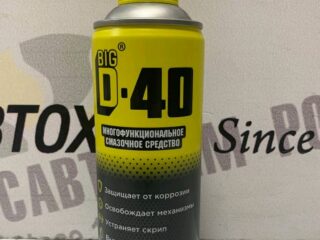 BIG
D-40®
МНОГОФУНКЦИОНАЛЬНОЕ
СМАЗОЧНОЕ СРЕДСТВО
Защищает от коррозии
Освобождает механизмы
Устраняет скрип
Since